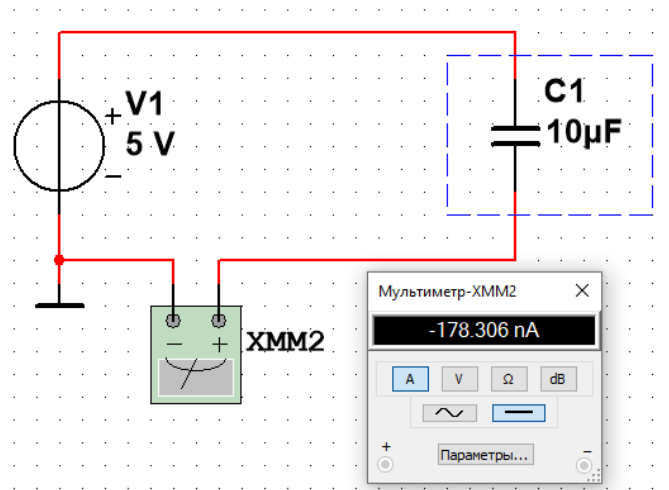 V1
+
5 V
−
C1
10µF
− +
XMM2
Мультиметр-XMM2
-178.306 nA
A V Ω dB
+ Параметры... −